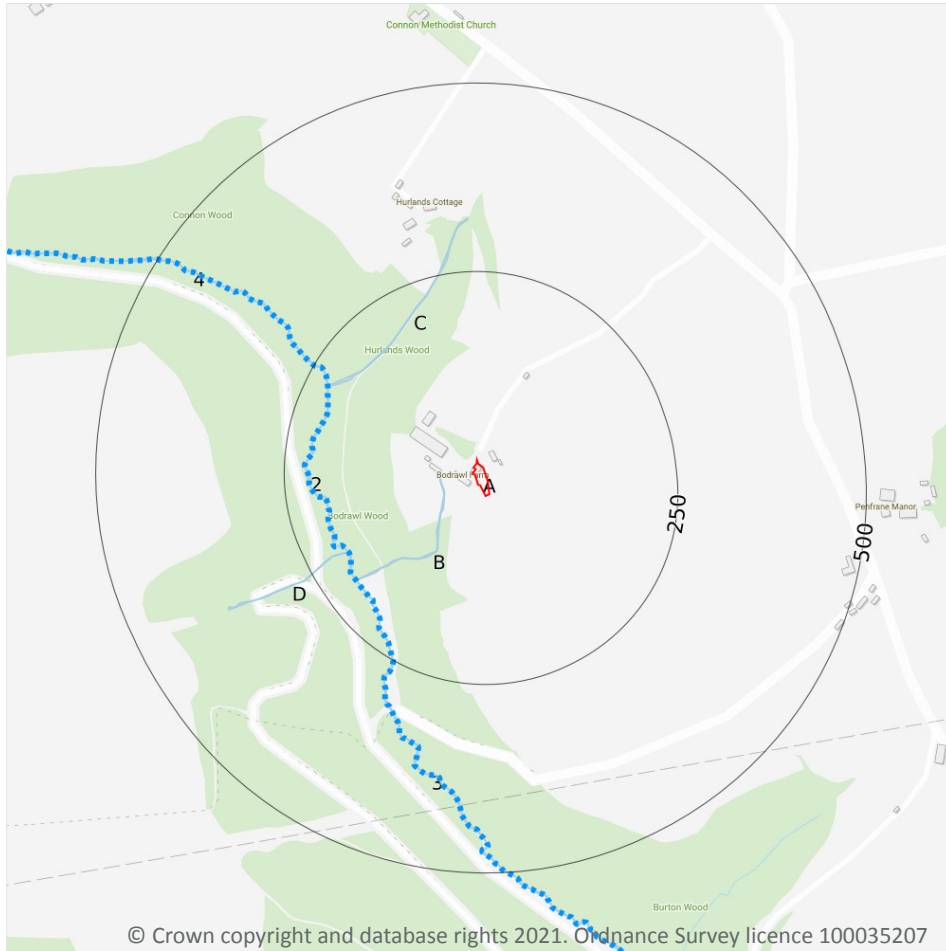 Connon Methodist Church
Hurlands Cottage
Connon Wood
4
C
Hurlands Wood
Bodrawl Farm
A
2
250
Penfrane Manor
Bodrawl Wood
500
B
D
3
Burton Wood
© Crown copyright and database rights 2021. Ordnance Survey licence 100035207